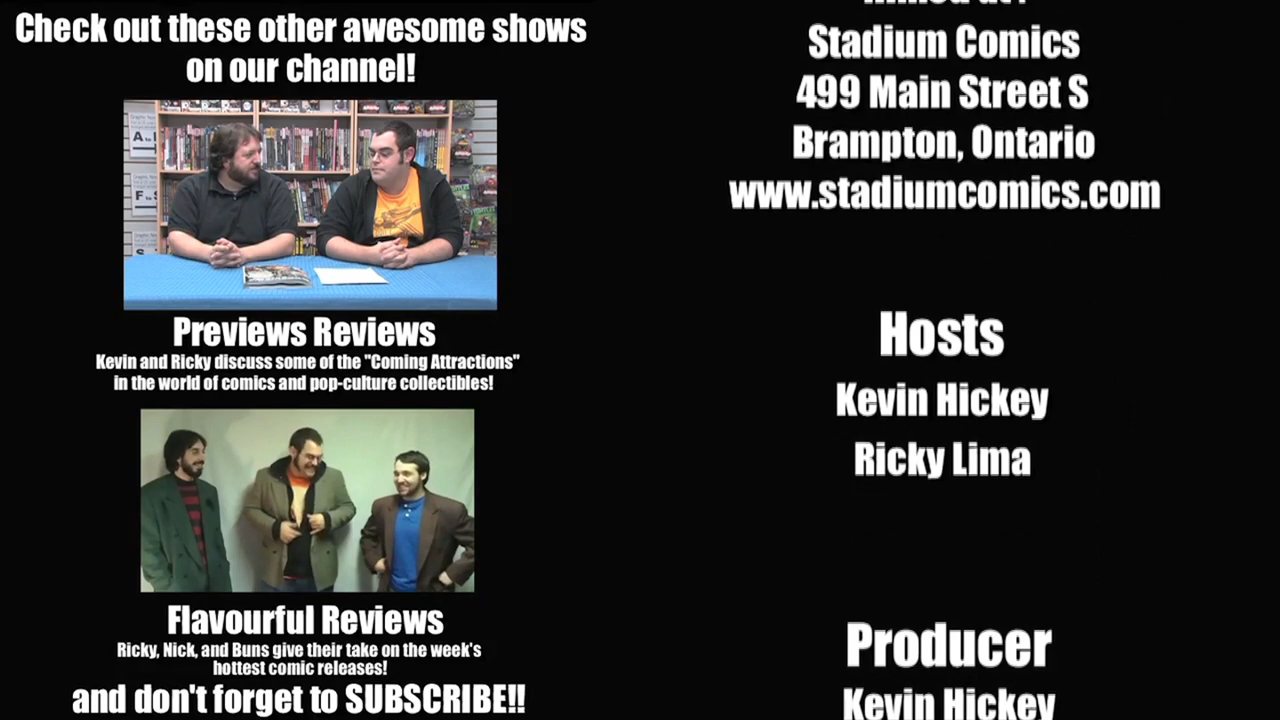 Check out these other awesome shows
on our channel!
Previews Reviews
Kevin and Ricky discuss some of the "Coming Attractions"
in the world of comics and pop-culture collectibles!
Flavourful Reviews
Ricky, Nick, and Buns give their take on the week's
hottest comic releases!
and don't forget to SUBSCRIBE!!
Stadium Comics
499 Main Street S
Brampton, Ontario
www.stadiumcomics.com
Hosts
Kevin Hickey
Ricky Lima
Producer
Kevin Hickey